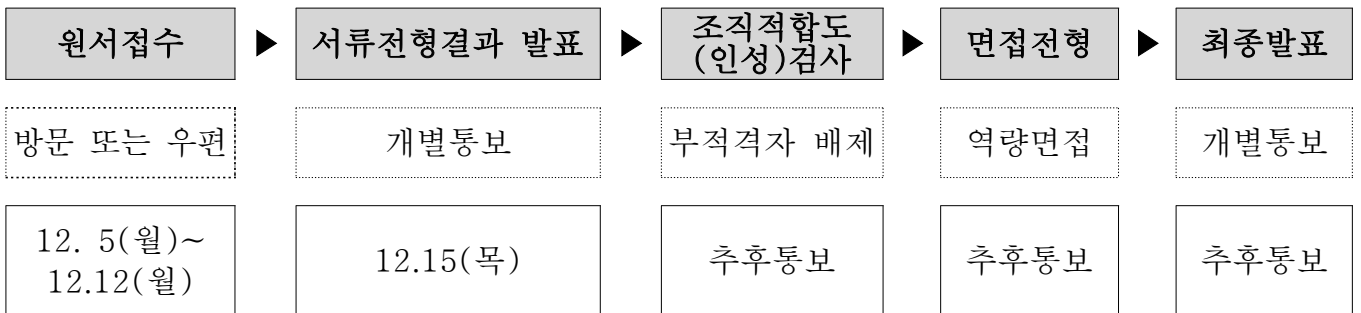 원서접수 ▶ 서류전형결과 발표 ▶ 조직적합도 (인성)검사 ▶ 면접전형 ▶ 최종발표
방문 또는 우편 개별통보 부적격자 배제 역량면접 개별통보
12. 5(월)~ 12.12(월) 12.15(목) 추후통보 추후통보 추후통보